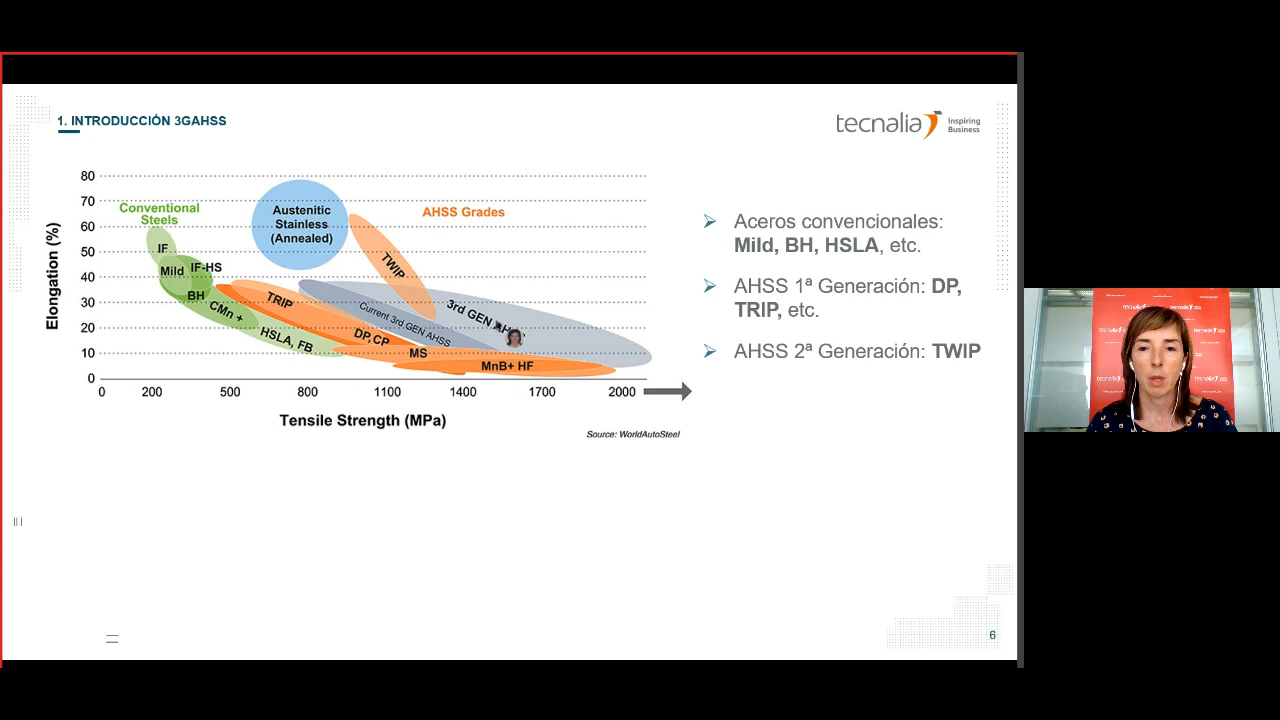 1. INTRODUCCIÓN 3GAHSS
tecnalia
Inspiring
Business
80
70
60
50
40
30
20
10
0
Elongation (%)
Conventional
Steels
Austenitic
Stainless
(Annealed)
AHSS Grades
IF
Mild
IF-HS
BH
CMn +
HSLA, FB
TRIP
TWIP
DP,CP
Current 3rd GEN AHSS
3rd GEN
MS
MnB+ HF
0
200
500
800
1100
1400
1700
2000
Tensile Strength (MPa)
Source: WorldAutoSteel
Aceros convencionales:
Mild, BH, HSLA, etc.
AHSS 1ª Generación: DP,
TRIP, etc.
AHSS 2ª Generación: TWIP
6
tecnalia
tecnalia